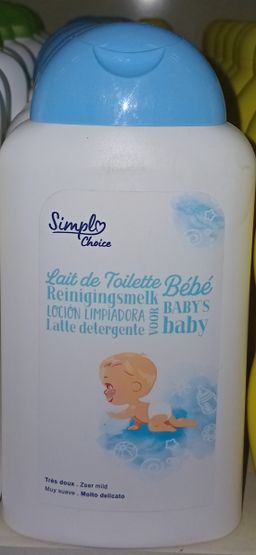 Simpl
Choice
Lait de Toilette Bébé
Reinigingsmelk VOOR BABY'S
LOCIÓN LIMPIADORA baby
Latte detergente
Très doux . Zeer mild
Muy suave . Molto delicato